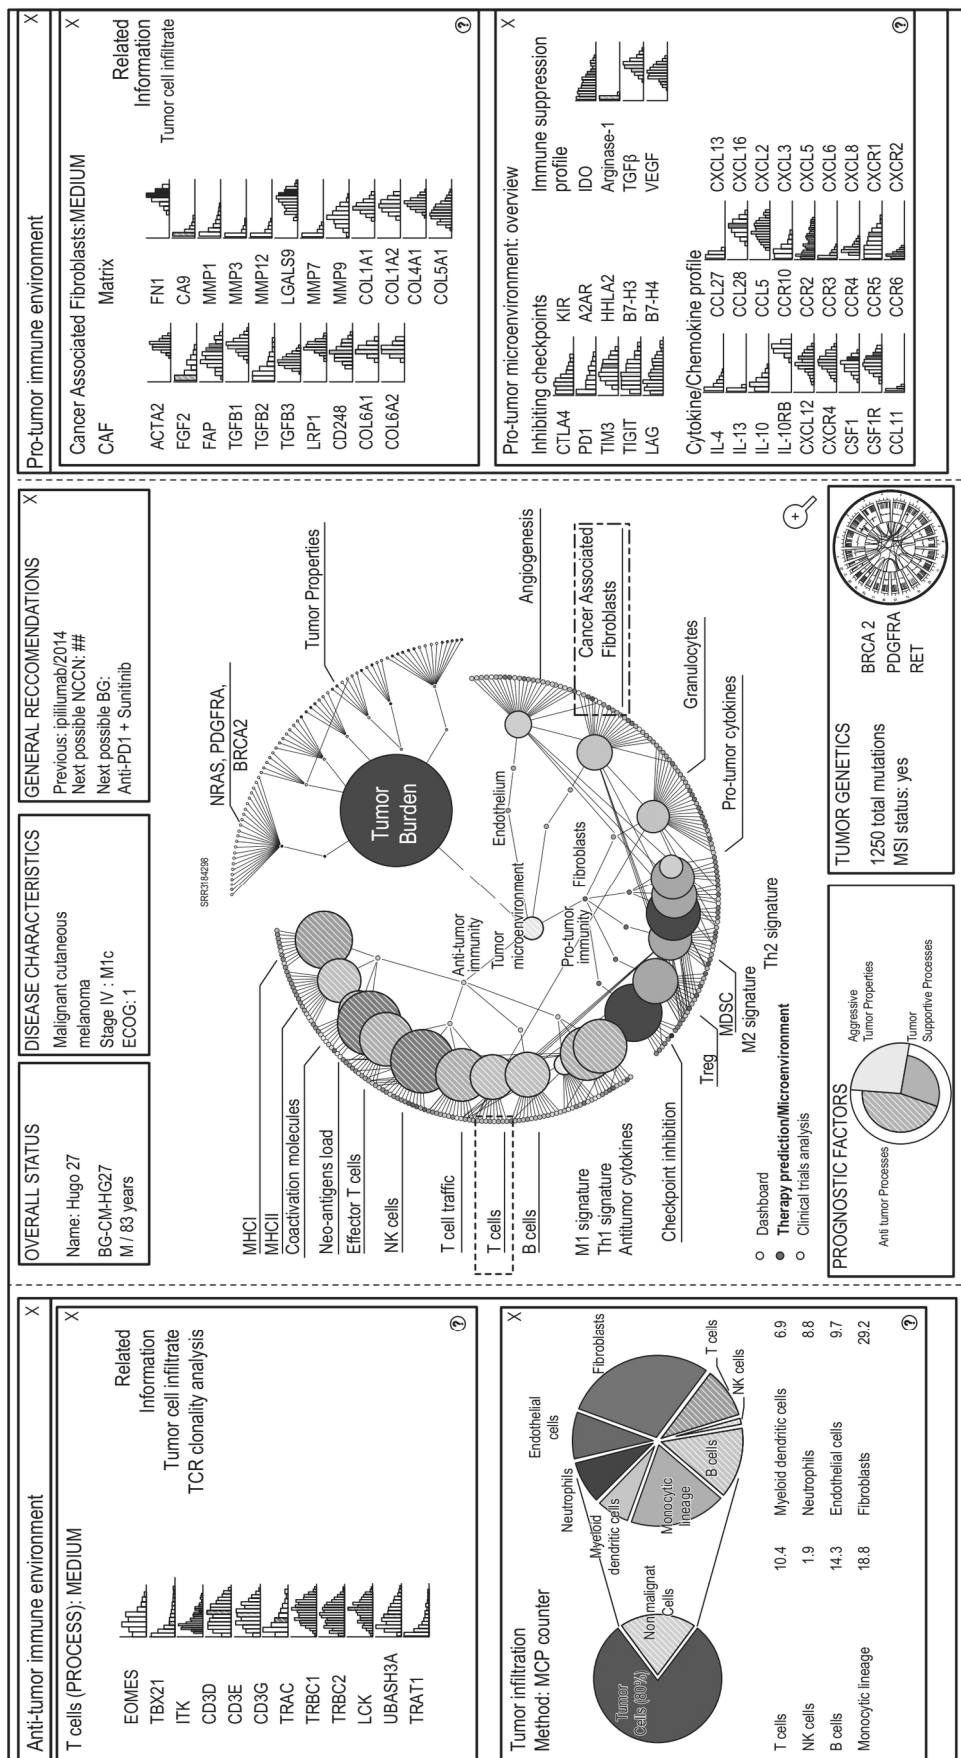 Anti-tumor immune environment
X
T cells (PROCESS): MEDIUM
X
EOMES
TBX21
ITK
CD3D
CD3E
CD3G
TRAC
TRBC1
TRBC2
LCK
UBASH3A
TRAT1
Related
Information
Tumor cell infiltrate
TCR clonality analysis
?
Tumor infiltration
X
Method: MCP counter
Tumor
Cells (80%)
Non malignat
Cells
Neutrophils
Endothelial
cells
Fibroblasts
T cells
NK cells
B cells
Monocytic
lineage
Myeloid
dendritic cells
T cells 10.4 Myeloid dendritic cells 6.9
NK cells 1.9 Neutrophils 8.8
B cells 14.3 Endothelial cells 9.7
Monocytic lineage 18.8 Fibroblasts 29.2
?
OVERALL STATUS
Name: Hugo 27
BG-CM-HG27
M / 83 years
DISEASE CHARACTERISTICS
Malignant cutaneous
melanoma
Stage IV : M1c
ECOG: 1
GENERAL RECCOMENDATIONS
X
Previous: ipililumab/2014
Next possible NCCN: ##
Next possible BG:
Anti-PD1 + Sunitinib
SRR3184298
NRAS, PDGFRA,
BRCA2
Tumor Properties
Tumor
Burden
MHCI
MHCII
Coactivation molecules
Neo-antigens load
Effector T cells
NK cells
T cell traffic
T cells
B cells
M1 signature
Th1 signature
Antitumor cytokines
Checkpoint inhibition
Treg
MDSC
M2 signature
Th2 signature
Pro-tumor cytokines
Granulocytes
Cancer Associated
Fibroblasts
Angiogenesis
Endothelium
Fibroblasts
Anti-tumor
immunity
Tumor
microenvironment
Pro-tumor
immunity
+
Dashboard
Therapy prediction/Microenvironment
Clinical trials analysis
PROGNOSTIC FACTORS
Anti tumor Processes
Aggressive
Tumor Properties
Tumor
Supportive Processes
TUMOR GENETICS
1250 total mutations
MSI status: yes
BRCA 2
PDGFRA
RET
Pro-tumor immune environment
X
Cancer Associated Fibroblasts:MEDIUM
X
CAF
Matrix
Related
Information
Tumor cell infiltrate
ACTA2
FGF2
FAP
TGFB1
TGFB2
TGFB3
LRP1
CD248
COL6A1
COL6A2
FN1
CA9
MMP1
MMP3
MMP12
LGALS9
MMP7
MMP9
COL1A1
COL1A2
COL4A1
COL5A1
?
Pro-tumor microenvironment: overview
X
Inhibiting checkpoints
CTLA4
PD1
TIM3
TIGIT
LAG
KIR
A2AR
HHLA2
B7-H3
B7-H4
Immune suppression
profile
IDO
Arginase-1
TGFβ
VEGF
Cytokine/Chemokine profile
IL-4
IL-13
IL-10
IL-10RB
CXCL12
CXCR4
CSF1
CSF1R
CCL11
CCL27
CCL28
CCL5
CCR10
CCR2
CCR3
CCR4
CCR5
CCR6
CXCL13
CXCL16
CXCL2
CXCL3
CXCL5
CXCL6
CXCL8
CXCR1
CXCR2
?